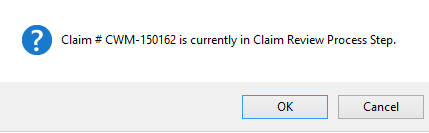 Claim # CWM-150162 is currently in Claim Review Process Step.
OK
Cancel